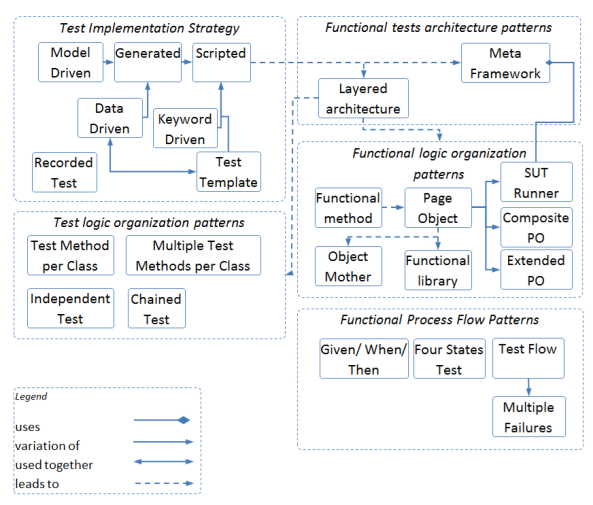 Test Implementation Strategy
Model
Driven
Generated
Scripted
Data
Driven
Keyword
Driven
Recorded
Test
Test
Template
Functional tests architecture patterns
Meta
Framework
Layered
architecture
Functional logic organization
patterns
SUT
Runner
Functional
method
Page
Object
Composite
PO
Object
Mother
Functional
library
Extended
PO
Test logic organization patterns
Test Method
per Class
Multiple Test
Methods per Class
Independent
Test
Chained
Test
Functional Process Flow Patterns
Given/ When/
Then
Four States
Test
Test Flow
Multiple
Failures
Legend
uses
variation of
used together
leads to